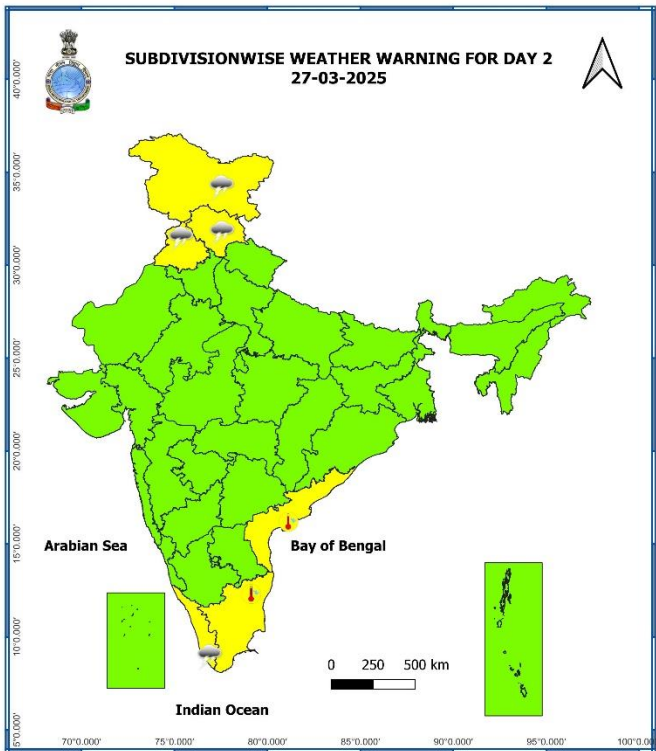 SUBDIVISIONWISE WEATHER WARNING FOR DAY 2
27-03-2025
40°0.000'
35°0.000'
30°0.000'
25°0.000'
20°0.000'
15°0.000'
10°0.000'
5°0.000'
Arabian Sea
Bay of Bengal
0 250 500 km
Indian Ocean
70°0.000' 75°0.000' 80°0.000' 85°0.000' 90°0.000' 95°0.000' 100°0.0